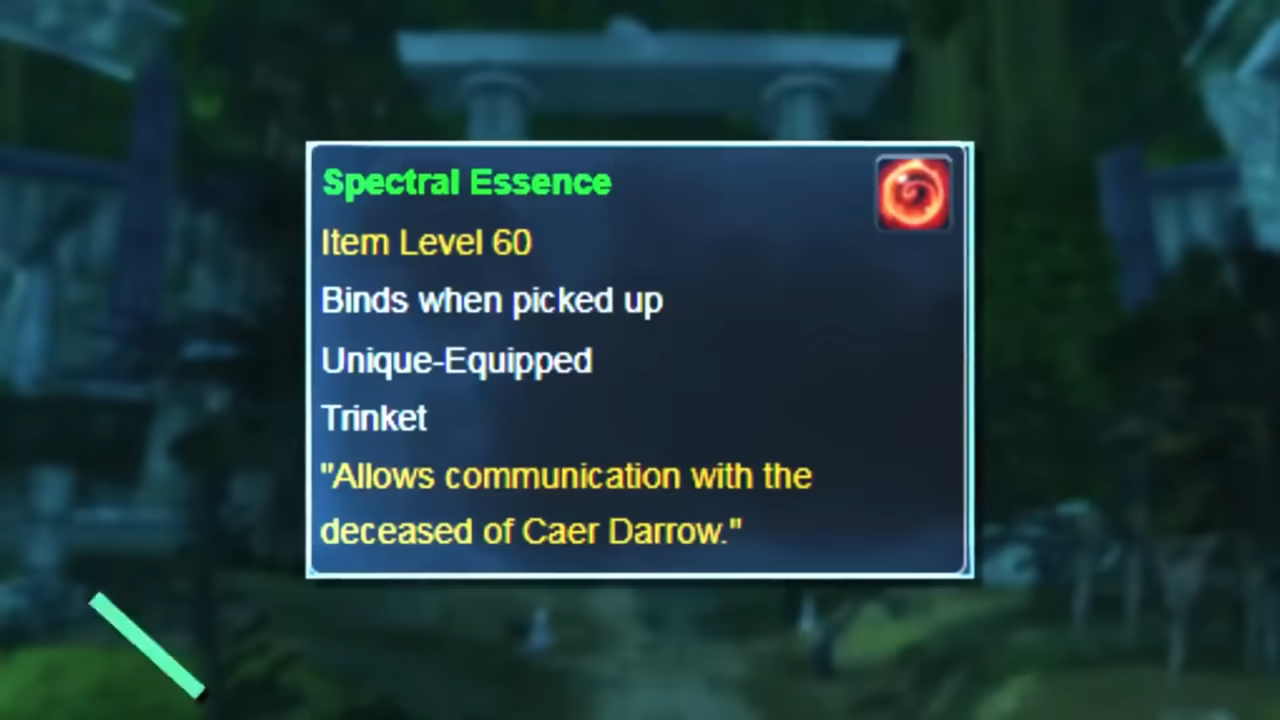 Spectral Essence
Item Level 60
Binds when picked up
Unique-Equipped
Trinket
"Allows communication with the
deceased of Caer Darrow."